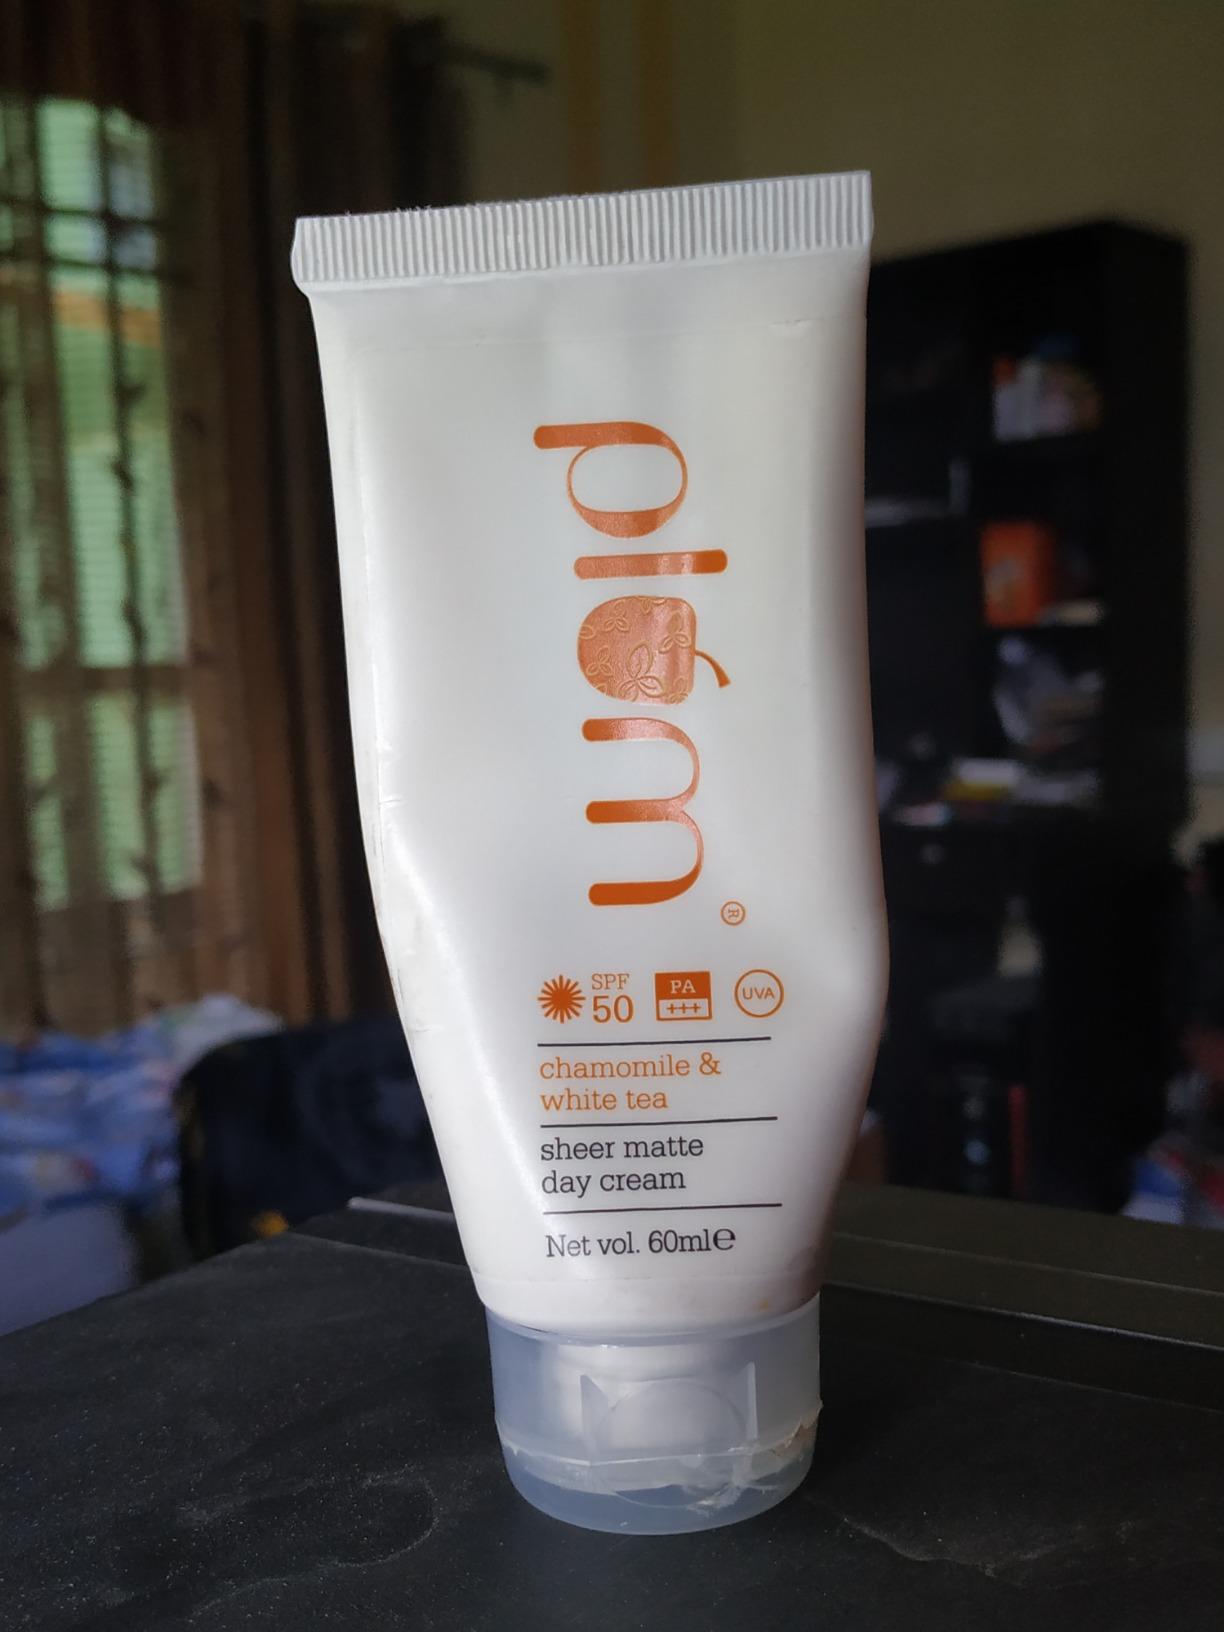 plum ®
SPF
50
PA
+++
UVA
chamomile &
white tea
sheer matte
day cream
Net vol. 60ml℮